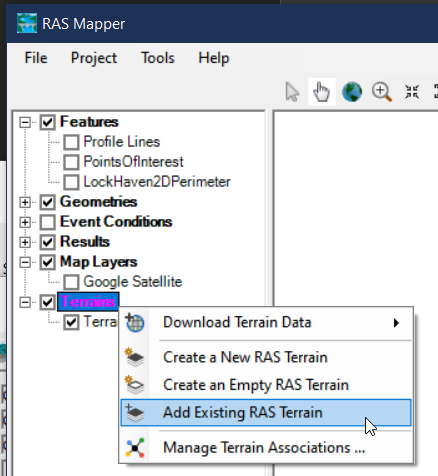 RAS Mapper
File Project Tools Help
Features
Profile Lines
PointsOfInterest
LockHaven2DPerimeter
Geometries
Event Conditions
Results
Map Layers
Google Satellite
Terrains
Terra
Download Terrain Data
Create a New RAS Terrain
Create an Empty RAS Terrain
Add Existing RAS Terrain
Manage Terrain Associations ...